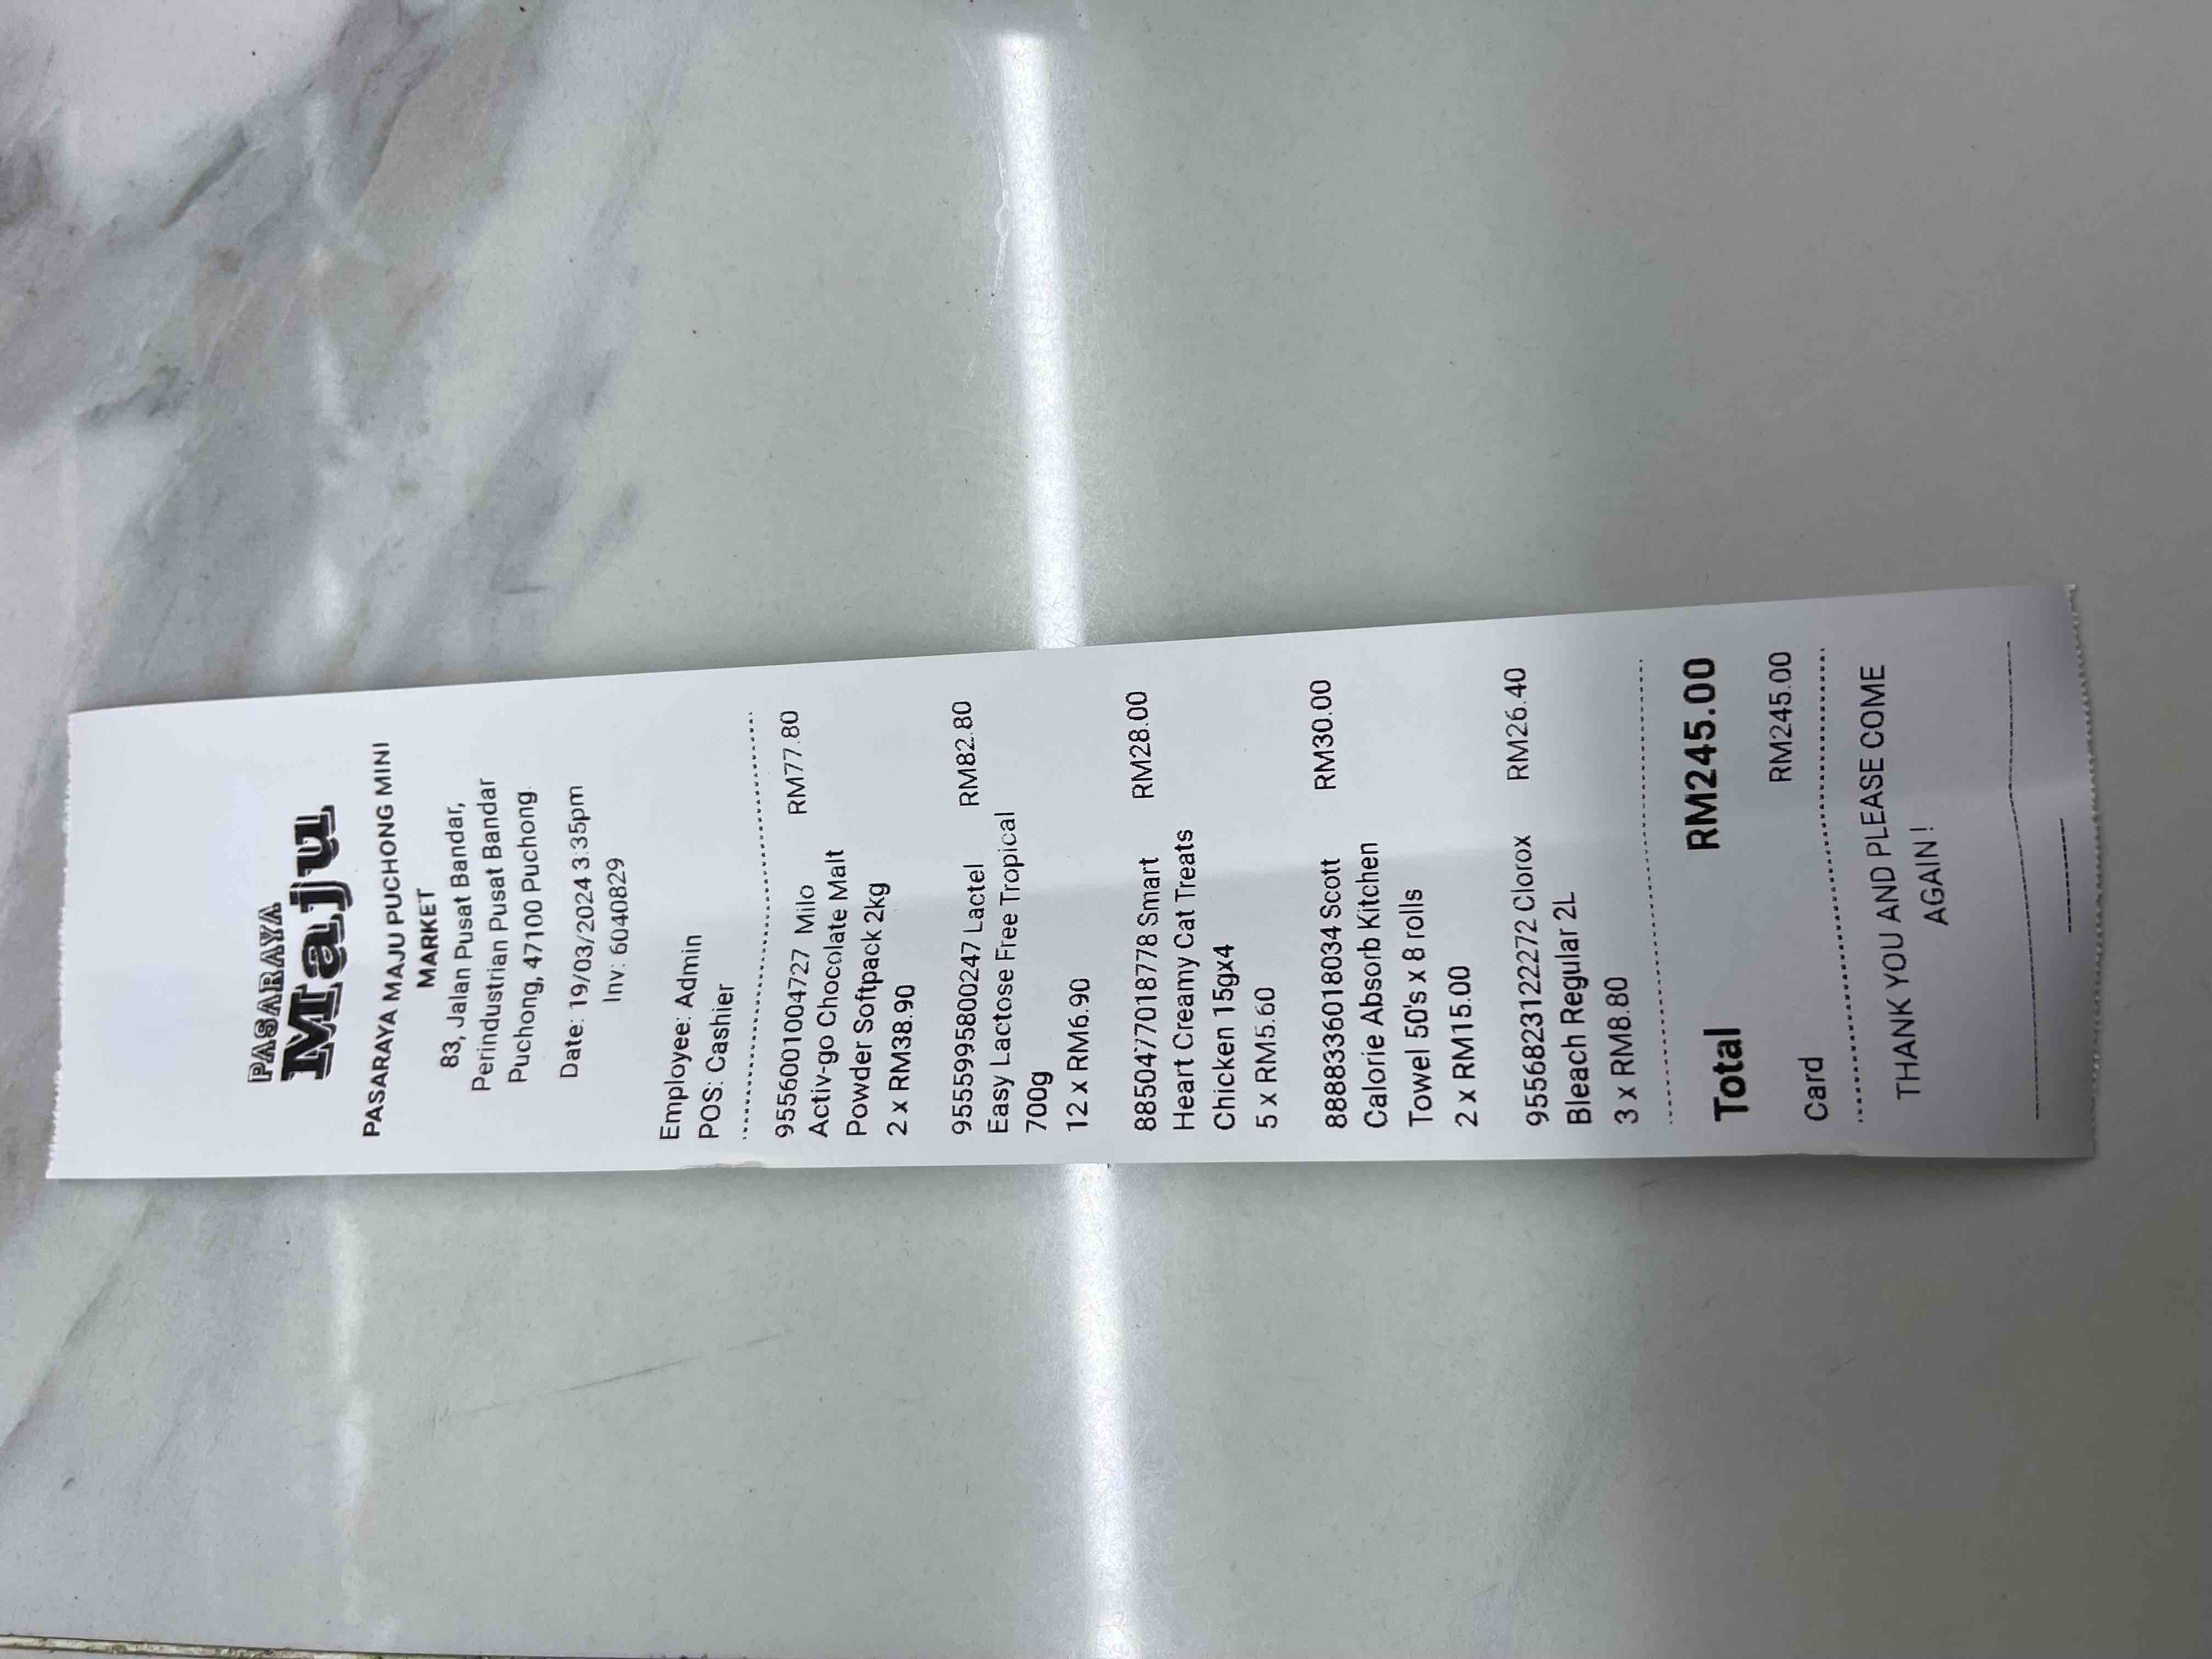 PASARAYA
Maju
PASARAYA MAJU PUCHONG MINI
MARKET
83, Jalan Pusat Bandar,
Perindustrian Pusat Bandar
Puchong, 47100 Puchong.
Date: 19/03/2024 3:35pm
Inv: 6040829
Employee: Admin
POS: Cashier
9556001004727 Milo RM77.80
Activ-go Chocolate Malt
Powder Softpack 2kg
2 x RM38.90
9555995800247 Lactel RM82.80
Easy Lactose Free Tropical
700g
12 x RM6.90
8850477018778 Smart RM28.00
Heart Creamy Cat Treats
Chicken 15gx4
5 x RM5.60
8888336018034 Scott RM30.00
Calorie Absorb Kitchen
Towel 50's x 8 rolls
2 x RM15.00
9556823122272 Clorox RM26.40
Bleach Regular 2L
3 x RM8.80
Total RM245.00
Card RM245.00
THANK YOU AND PLEASE COME
AGAIN!